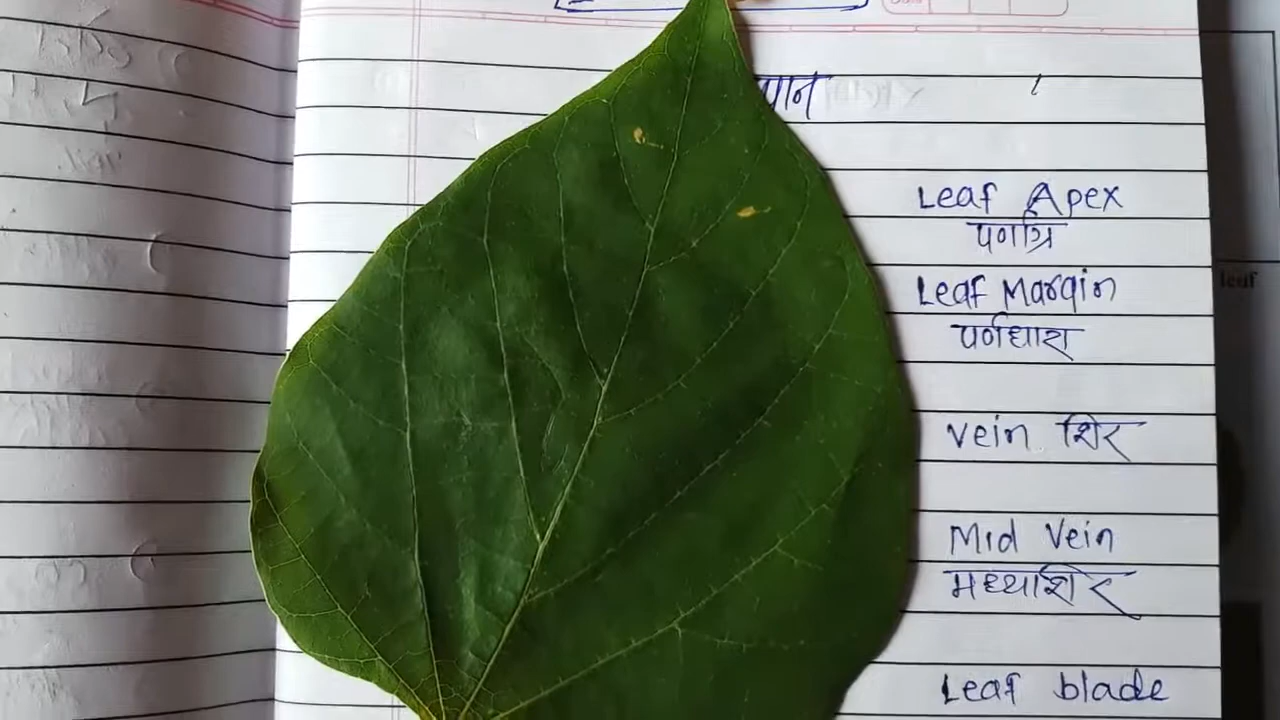 पान
Leaf Apex
पर्णाग्रे
Leaf Margin
पर्णधारा
Vein शिर
Mid Vein
मध्यशिर
Leaf blade